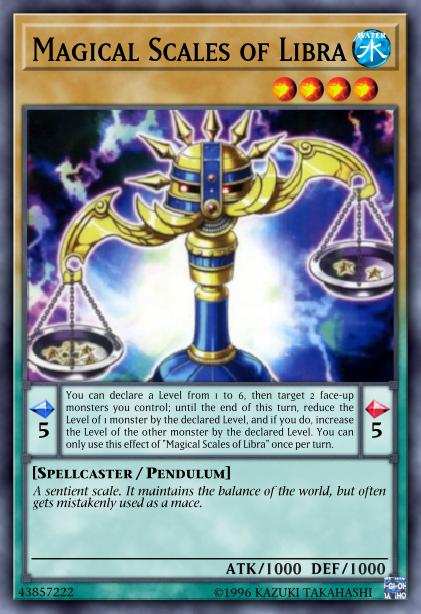 MAGICAL SCALES OF LIBRA
WATER
水
You can declare a Level from 1 to 6, then target 2 face-up
monsters you control; until the end of this turn, reduce the
Level of 1 monster by the declared Level, and if you do, increase
the Level of the other monster by the declared Level. You can
only use this effect of "Magical Scales of Libra" once per turn.
5
5
[SPELLCASTER / PENDULUM]
A sentient scale. It maintains the balance of the world, but often
gets mistakenly used as a mace.
ATK/1000 DEF/1000
43857222
©1996 KAZUKI TAKAHASHI